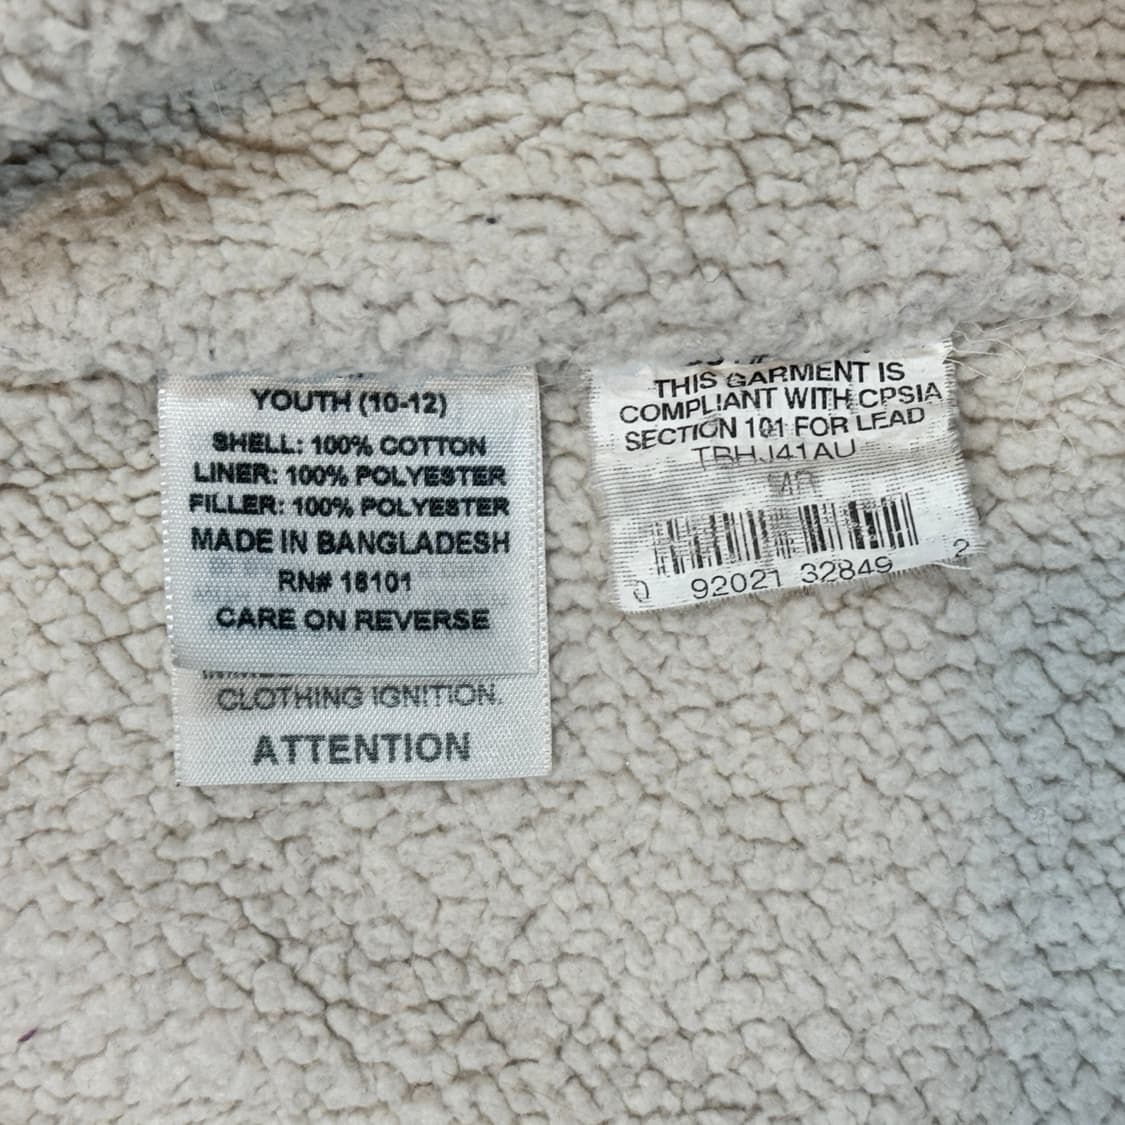 YOUTH (10-12)
SHELL: 100% COTTON
LINER: 100% POLYESTER
FILLER: 100% POLYESTER
MADE IN BANGLADESH
RN# 18101
CARE ON REVERSE
CLOTHING IGNITION.
ATTENTION
THIS GARMENT IS
COMPLIANT WITH CPSIA
SECTION 101 FOR LEAD
TBHJ41AU
0 92021 32849 2